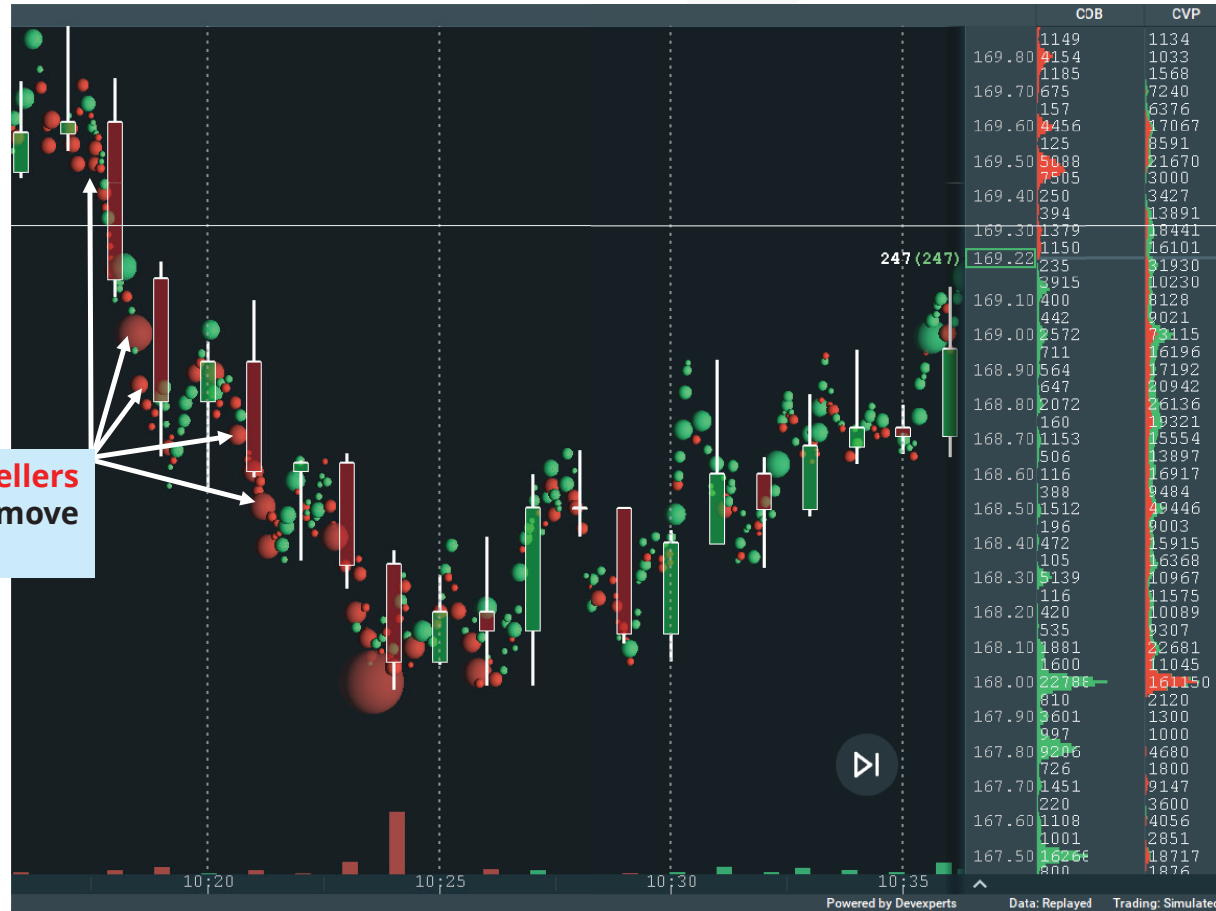 COB CVP
1149 1134
169.80 4154 1033
1185 1568
169.70 675 7240
157 6376
169.60 4456 17067
125 8591
169.50 21670
7505 3000
169.40 250 3427
394 13891
169.30 1379 18441
1150 16101
247 (247) 169.22
235 31930
3915 10230
169.10 400 8128
442 9021
169.00 2572 73115
711 16196
168.90 564 17192
647 20942
168.80 2072 26136
160 19321
168.70 1153 15554
506 13897
168.60 116 16917
388 9484
168.50 1512 49446
196 9003
168.40 472 15915
105 16368
168.30 5139 10967
116 11575
168.20 420 10089
535 9307
168.10 1881 22681
1600 11045
168.00 22788 161150
810 2120
167.90 3601 1300
997 1000
167.80 9206 4680
726 1800
167.70 1451 9147
220 3600
167.60 1108 4056
1001 2851
167.50 16268 18717
800 1876
ellers
move
10:20 10:25 10:30 10:35
Powered by Devexperts Data: Replayed Trading: Simulated